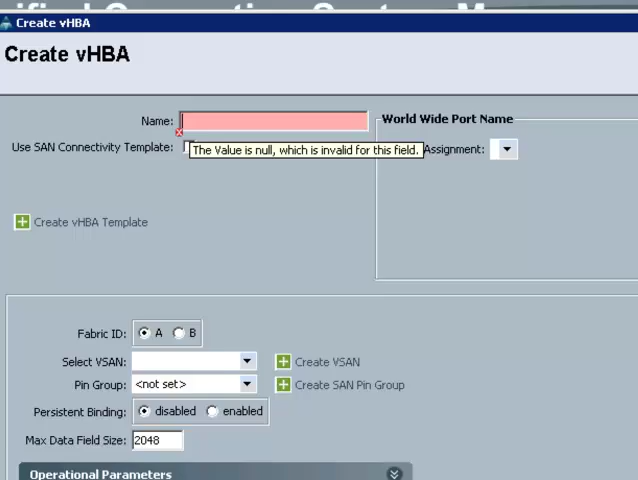 Create vHBA
Create vHBA
Name:
World Wide Port Name
Use SAN Connectivity Template:
The Value is null, which is invalid for this field.
Assignment:
Create vHBA Template
Fabric ID: A B
Select VSAN:
Create VSAN
Pin Group: <not set>
Create SAN Pin Group
Persistent Binding: disabled enabled
Max Data Field Size: 2048
Operational Parameters